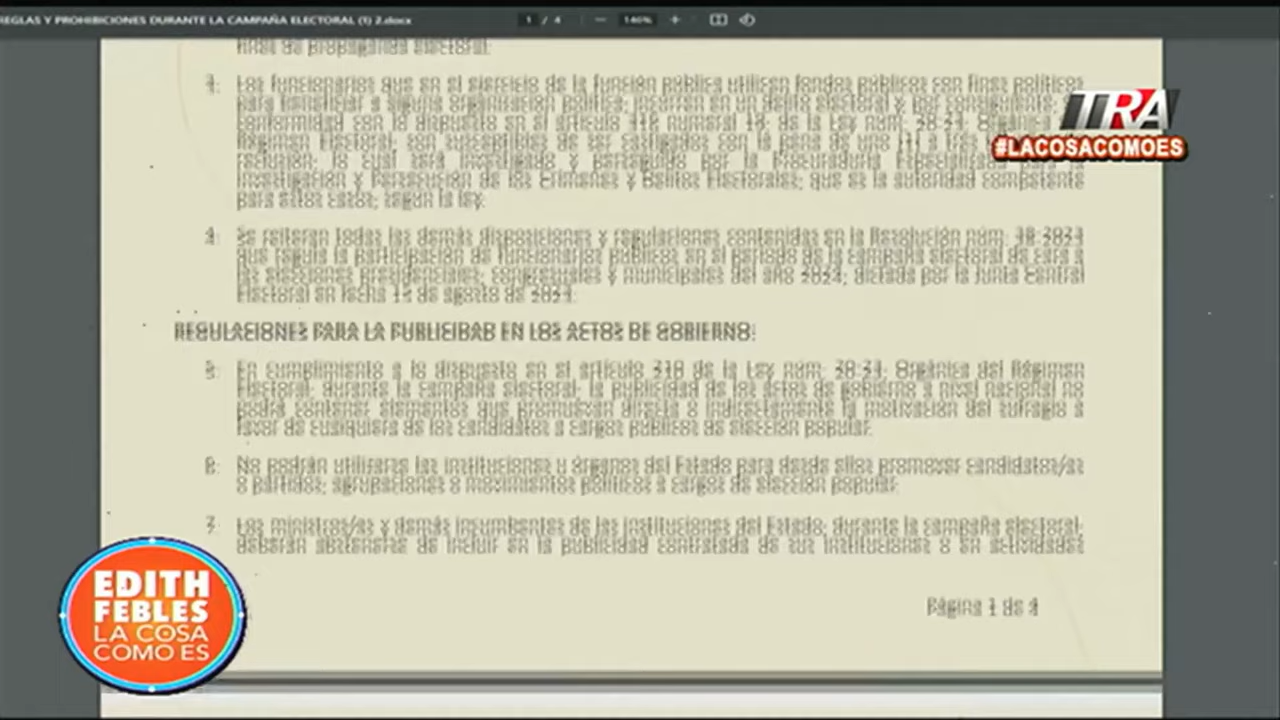 REGLAS Y PROHIBICIONES DURANTE LA CAMPAÑA ELECTORAL (1) 2.docx
1 / 4
146%
fines de propaganda electoral.
3. Los funcionarios que en el ejercicio de la función pública utilicen fondos públicos con fines políticos
para beneficiar a alguna organización política, incurren en un delito electoral y por consiguiente,
conformidad con lo dispuesto en el artículo numeral de la Ley núm. 20-23, Orgánica
Régimen Electoral, son susceptibles de ser castigados con la pena de uno (1) a tres
reclusión, lo cual será investigado y perseguido por la Procuraduría Especializada
Investigación y Persecución de los Crímenes y Delitos Electorales, que es la autoridad competente
para estos casos, según la ley.
4. Se reiteran todas las demás disposiciones y regulaciones contenidas en la Resolución núm.
que regula la participación de funcionarios públicos en el período de la campaña electoral de cara a
las elecciones presidenciales, congresuales y municipales del año 2024, dictada por la Junta Central
Electoral en fecha 15 de agosto de 2023.
REGULACIONES PARA LA PUBLICIDAD EN LOS ACTOS DE GOBIERNO:
5. En cumplimiento a lo dispuesto en el artículo 210 de la Ley núm. 20-23, Orgánica del Régimen
Electoral, durante la campaña electoral, la publicidad de los actos de gobierno a nivel nacional no
podrá contener elementos que promuevan directa o indirectamente la motivación del sufragio a
favor de cualquiera de los candidatos a cargos públicos de elección popular.
6. No podrán utilizarse las instituciones u órganos del Estado para desde ellos promover candidatos/as
o partidos, agrupaciones o movimientos políticos a cargos de elección popular.
7. Los ministros/as y demás incumbentes de las instituciones del Estado, durante la campaña electoral,
deberán abstenerse de incluir en la publicidad contratada de sus instituciones o en actividades
Página 1 de 4
TRA
#LACOSACOMOES
EDITH
FEBLES
LA COSA
COMO ES